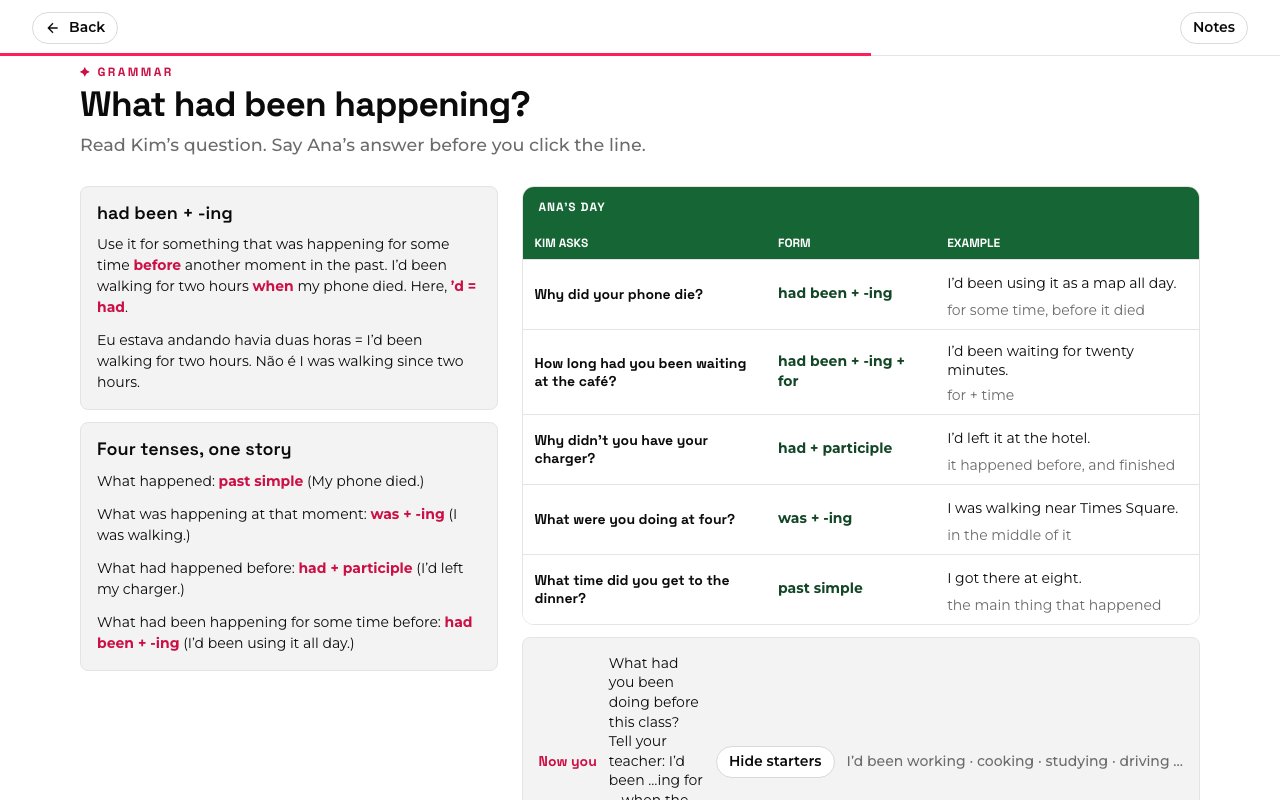 Back
Notes
GRAMMAR
What had been happening?
Read Kim’s question. Say Ana’s answer before you click the line.
had been + -ing
Use it for something that was happening for some
time before another moment in the past. I’d been
walking for two hours when my phone died. Here, ’d =
had.
Eu estava andando havia duas horas = I’d been
walking for two hours. Não é I was walking since two
hours.
Four tenses, one story
What happened: past simple (My phone died.)
What was happening at that moment: was + -ing (I
was walking.)
What had happened before: had + participle (I’d left
my charger.)
What had been happening for some time before: had
been + -ing (I’d been using it all day.)
ANA’S DAY
KIM ASKS FORM EXAMPLE
Why did your phone die?
had been + -ing
I’d been using it as a map all day.
for some time, before it died
How long had you been waiting
at the café?
had been + -ing +
for
I’d been waiting for twenty
minutes.
for + time
Why didn’t you have your
charger?
had + participle
I’d left it at the hotel.
it happened before, and finished
What were you doing at four?
was + -ing
I was walking near Times Square.
in the middle of it
What time did you get to the
dinner?
past simple
I got there at eight.
the main thing that happened
Now you
What had
you been
doing before
this class?
Tell your
teacher: I’d
been …ing for
…when the
Hide starters
I’d been working · cooking · studying · driving …